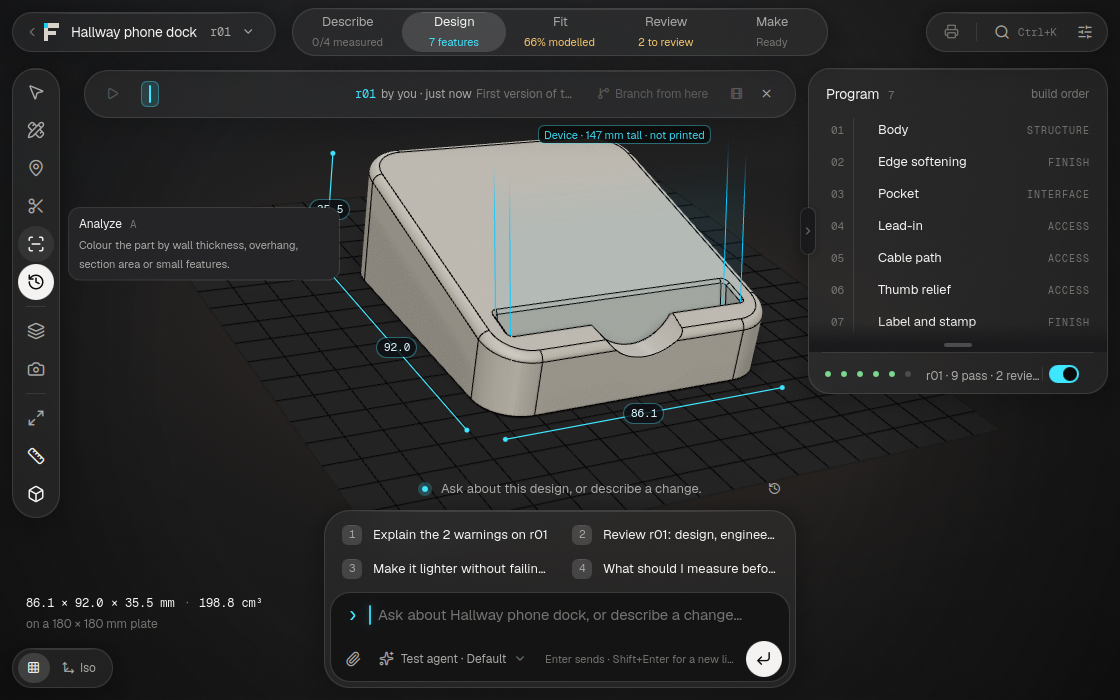 Hallway phone dock r01
Describe
0/4 measured
Design
7 features
Fit
66% modelled
Review
2 to review
Make
Ready
Ctrl+K
r01 by you · just now First version of t…
Branch from here
Program 7
build order
01 Body STRUCTURE
02 Edge softening FINISH
03 Pocket INTERFACE
04 Lead-in ACCESS
05 Cable path ACCESS
06 Thumb relief ACCESS
07 Label and stamp FINISH
r01 · 9 pass · 2 revie…
Device · 147 mm tall · not printed
Analyze A
Colour the part by wall thickness, overhang,
section area or small features.
92.0
86.1
Ask about this design, or describe a change.
1 Explain the 2 warnings on r01
2 Review r01: design, enginee…
3 Make it lighter without failin…
4 What should I measure befo…
Ask about Hallway phone dock, or describe a change…
Test agent · Default
Enter sends · Shift+Enter for a new li…
86.1 × 92.0 × 35.5 mm · 198.8 cm³
on a 180 × 180 mm plate
Iso